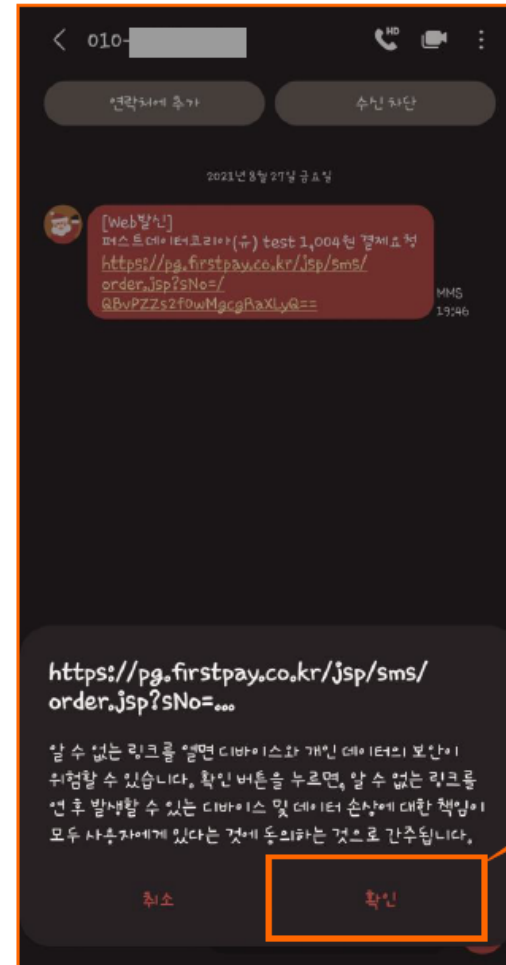 010-
HD
연락처에 추가
수신 차단
2021년 8월 27일 금요일
[Web발신]
퍼스트데이터코리아(유) test 1,004원 결제요청
https://pg.firstpay.co.kr/jsp/sms/
order.jsp?sNo=/
QBvPZZs2f0wMgcgRaXLyQ==
MMS
19:46
https://pg.firstpay.co.kr/jsp/sms/
order.jsp?sNo=...
알 수 없는 링크를 열면 디바이스와 개인 데이터의 보안이
위험할 수 있습니다. 확인 버튼을 누르면, 알 수 없는 링크를
연 후 발생할 수 있는 디바이스 및 데이터 손상에 대한 책임이
모두 사용자에게 있다는 것에 동의하는 것으로 간주됩니다.
취소
확인